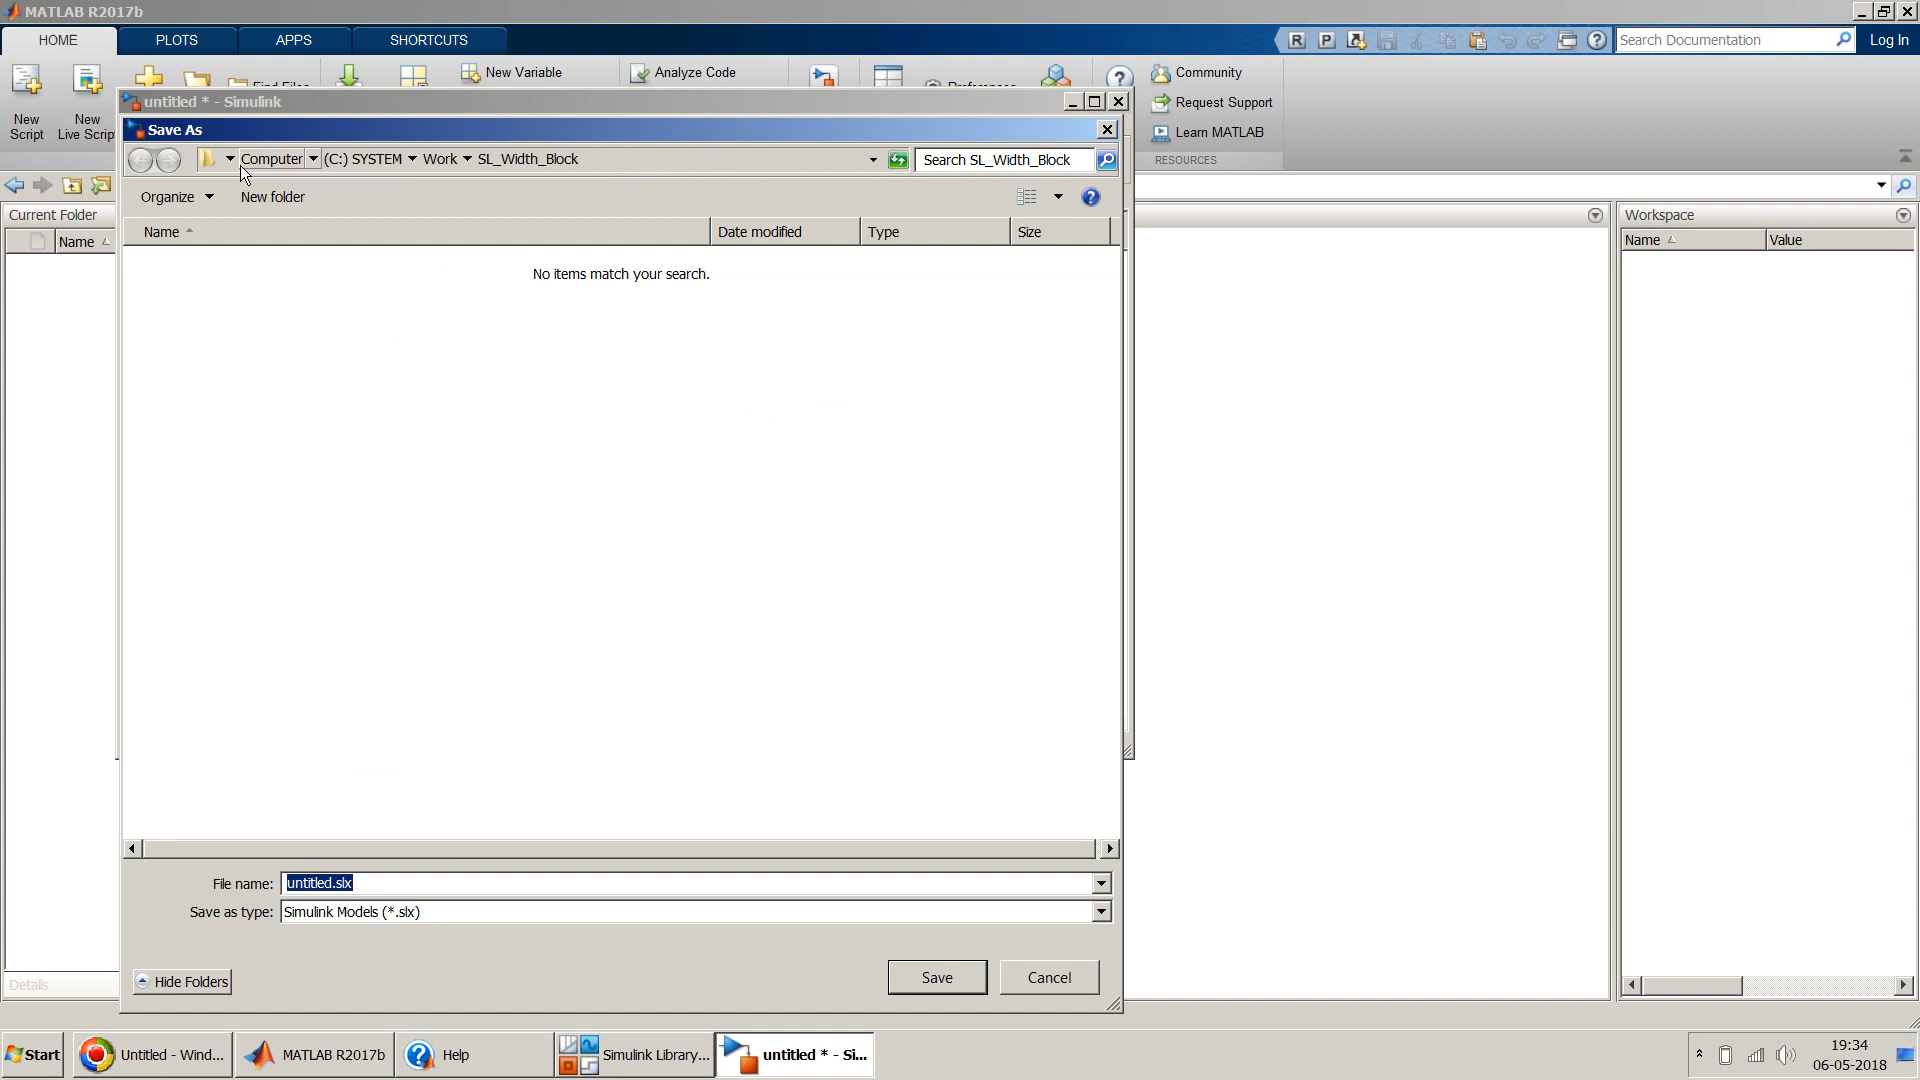 MATLAB R2017b
HOME PLOTS APPS SHORTCUTS Search Documentation Log In
New Variable Analyze Code Community
Find Files Preferences
Request Support
New Script New Live Script Learn MATLAB
RESOURCES
untitled * - Simulink
Save As
Computer (C:) SYSTEM Work SL_Width_Block Search SL_Width_Block
Organize New folder
Current Folder Workspace
Name Date modified Type Size
Name Name Value
No items match your search.
File name: untitled.slx
Save as type: Simulink Models (*.slx)
Hide Folders Save Cancel
Details
Start Untitled - Wind... MATLAB R2017b Help Simulink Library... untitled * - Si... 19:34
06-05-2018